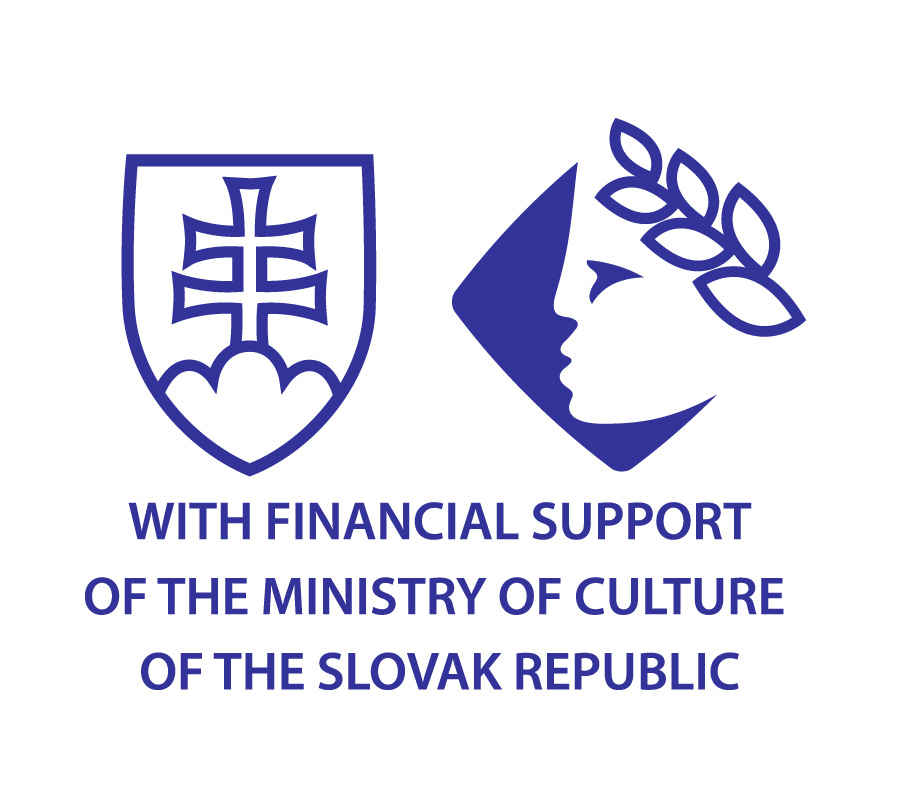 WITH FINANCIAL SUPPORT
OF THE MINISTRY OF CULTURE
OF THE SLOVAK REPUBLIC